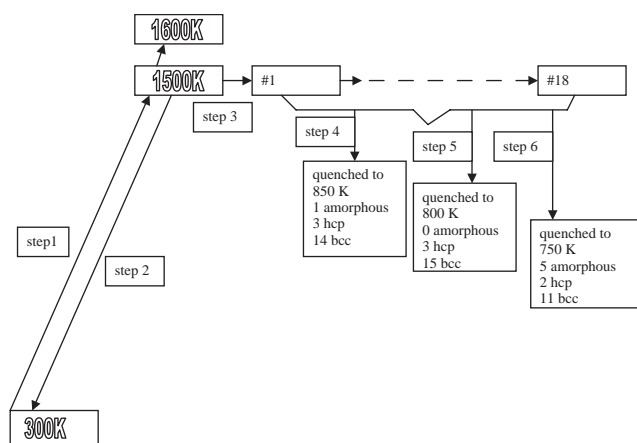 1600K
1500K
#1
#18
step 3
step 4
step 5
step 6
quenched to
850 K
1 amorphous
3 hcp
14 bcc
quenched to
800 K
0 amorphous
3 hcp
15 bcc
quenched to
750 K
5 amorphous
2 hcp
11 bcc
step1
step 2
300K